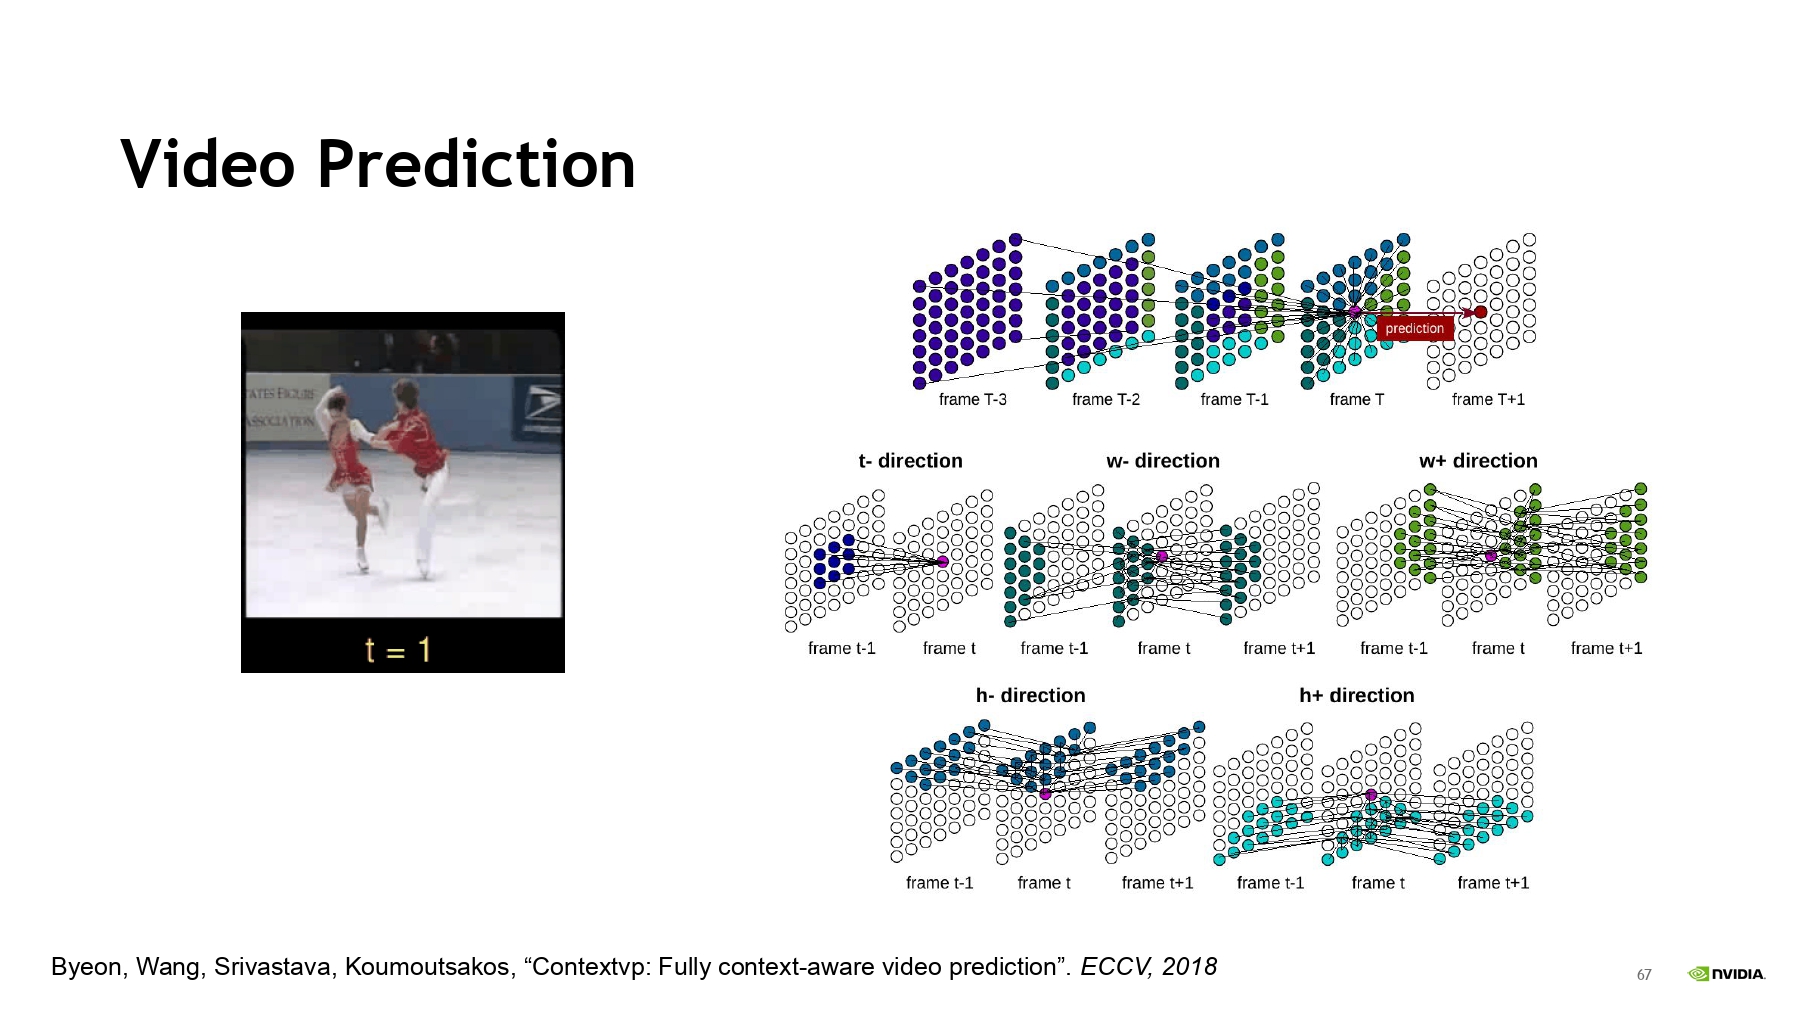 Video Prediction
ATES FIGURE
ASSOCIATION
t = 1
prediction
frame T-3 frame T-2 frame T-1 frame T frame T+1
t- direction w- direction w+ direction
frame t-1 frame t frame t-1 frame t frame t+1 frame t-1 frame t frame t+1
h- direction h+ direction
frame t-1 frame t frame t+1 frame t-1 frame t frame t+1
Byeon, Wang, Srivastava, Koumoutsakos, “Contextvp: Fully context-aware video prediction”. ECCV, 2018
67
NVIDIA.